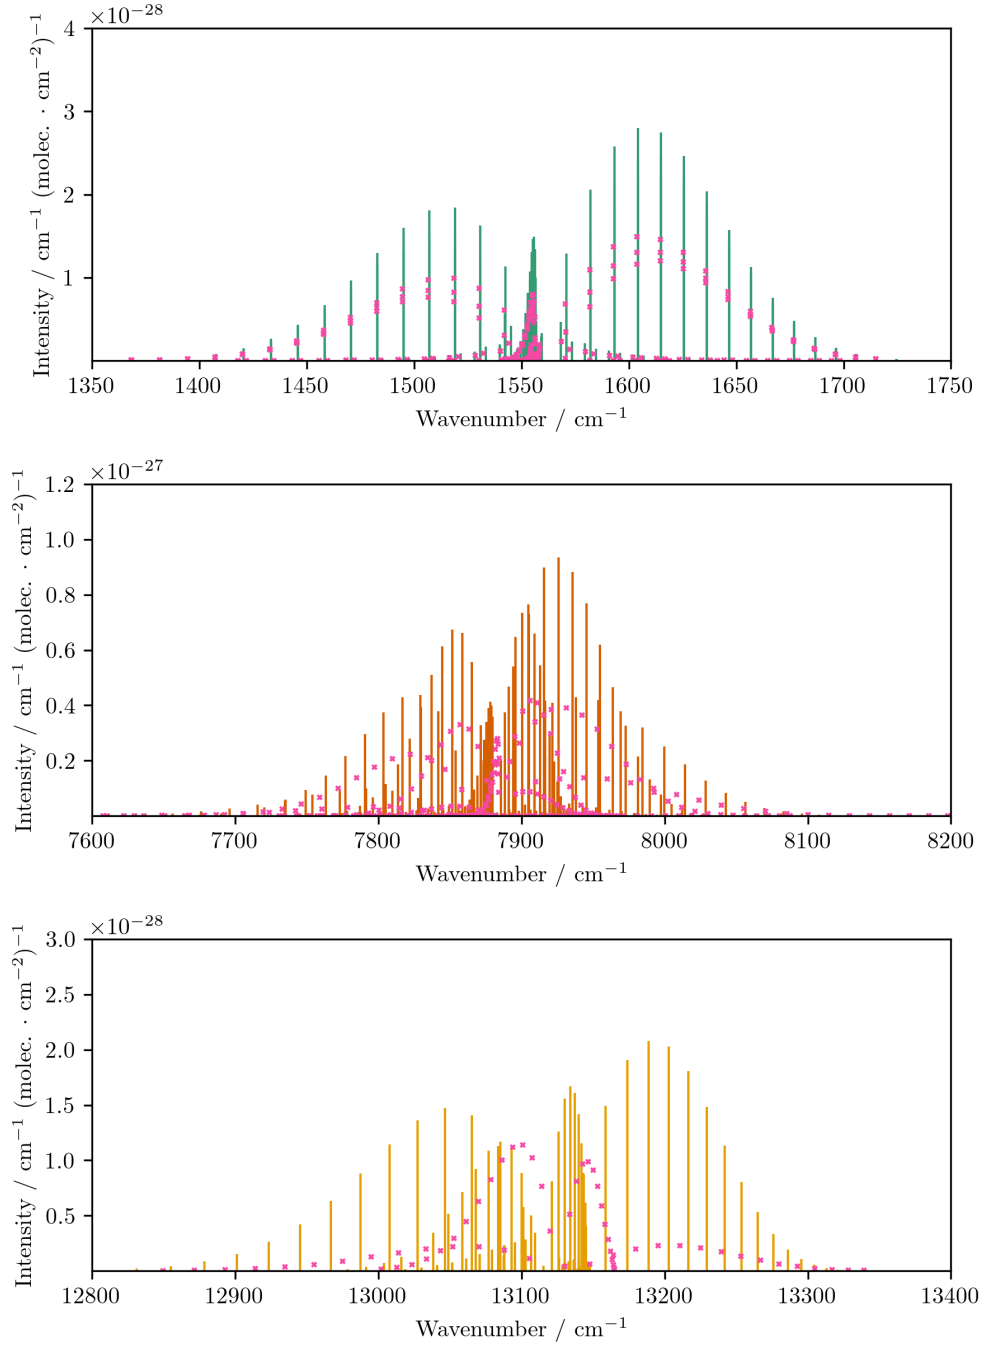 ×10−28
4
3
2
1
Intensity / cm−1 (molec. · cm−2)−1
1350 1400 1450 1500 1550 1600 1650 1700 1750
Wavenumber / cm−1
×10−27
1.2
1.0
0.8
0.6
0.4
0.2
Intensity / cm−1 (molec. · cm−2)−1
7600 7700 7800 7900 8000 8100 8200
Wavenumber / cm−1
×10−28
3.0
2.5
2.0
1.5
1.0
0.5
Intensity / cm−1 (molec. · cm−2)−1
12800 12900 13000 13100 13200 13300 13400
Wavenumber / cm−1